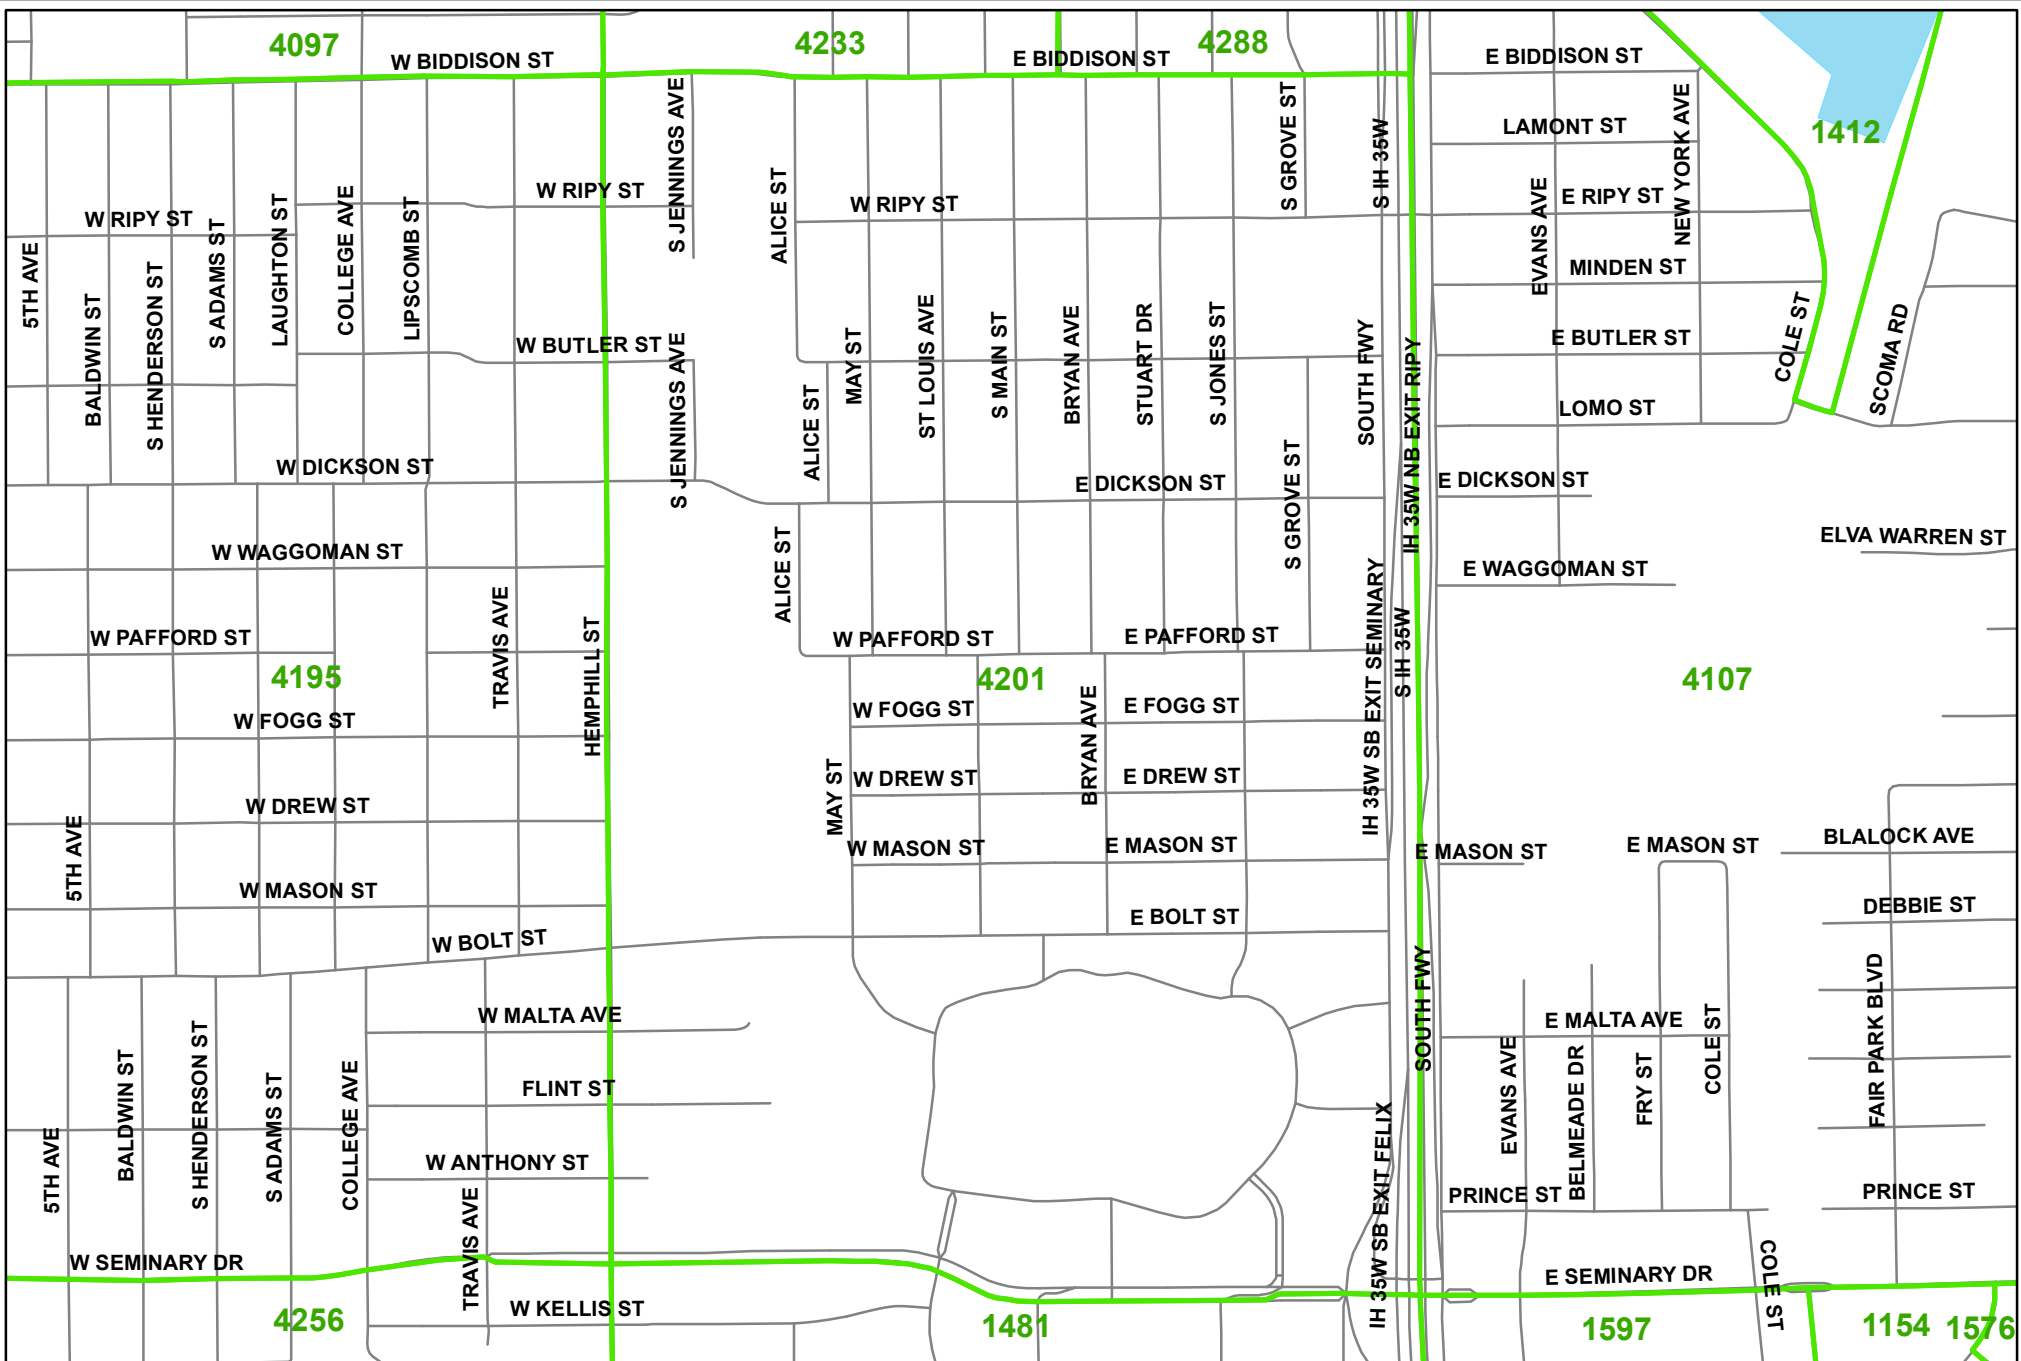 4097
4233
4288
W BIDDISON ST
E BIDDISON ST
E BIDDISON ST
S JENNINGS AVE
S GROVE ST
S IH 35W
LAMONT ST
NEW YORK AVE
1412
W RIPY ST
W RIPY ST
W RIPY ST
E RIPY ST
5TH AVE
BALDWIN ST
S HENDERSON ST
S ADAMS ST
LAUGHTON ST
COLLEGE AVE
LIPSCOMB ST
ALICE ST
EVANS AVE
MINDEN ST
W BUTLER ST
S JENNINGS AVE
ALICE ST
MAY ST
ST LOUIS AVE
S MAIN ST
BRYAN AVE
STUART DR
S JONES ST
SOUTH FWY
IH 35W NB EXIT RIPY
E BUTLER ST
COLE ST
SCOMA RD
LOMO ST
W DICKSON ST
E DICKSON ST
S GROVE ST
E DICKSON ST
ELVA WARREN ST
W WAGGOMAN ST
ALICE ST
E WAGGOMAN ST
TRAVIS AVE
HEMPHILL ST
W PAFFORD ST
W PAFFORD ST
E PAFFORD ST
IH 35W SB EXIT SEMINARY
S IH 35W
4195
4201
4107
W FOGG ST
W FOGG ST
BRYAN AVE
E FOGG ST
W DREW ST
MAY ST
W DREW ST
E DREW ST
5TH AVE
W MASON ST
W MASON ST
E MASON ST
E MASON ST
E MASON ST
BLALOCK AVE
W BOLT ST
E BOLT ST
DEBBIE ST
SOUTH FWY
FAIR PARK BLVD
W MALTA AVE
E MALTA AVE
COLE ST
5TH AVE
BALDWIN ST
S HENDERSON ST
S ADAMS ST
COLLEGE AVE
FLINT ST
EVANS AVE
BELMEADE DR
FRY ST
W ANTHONY ST
TRAVIS AVE
IH 35W SB EXIT FELIX
PRINCE ST
PRINCE ST
W SEMINARY DR
E SEMINARY DR
COLE ST
4256
W KELLIS ST
1481
1597
1154
1576